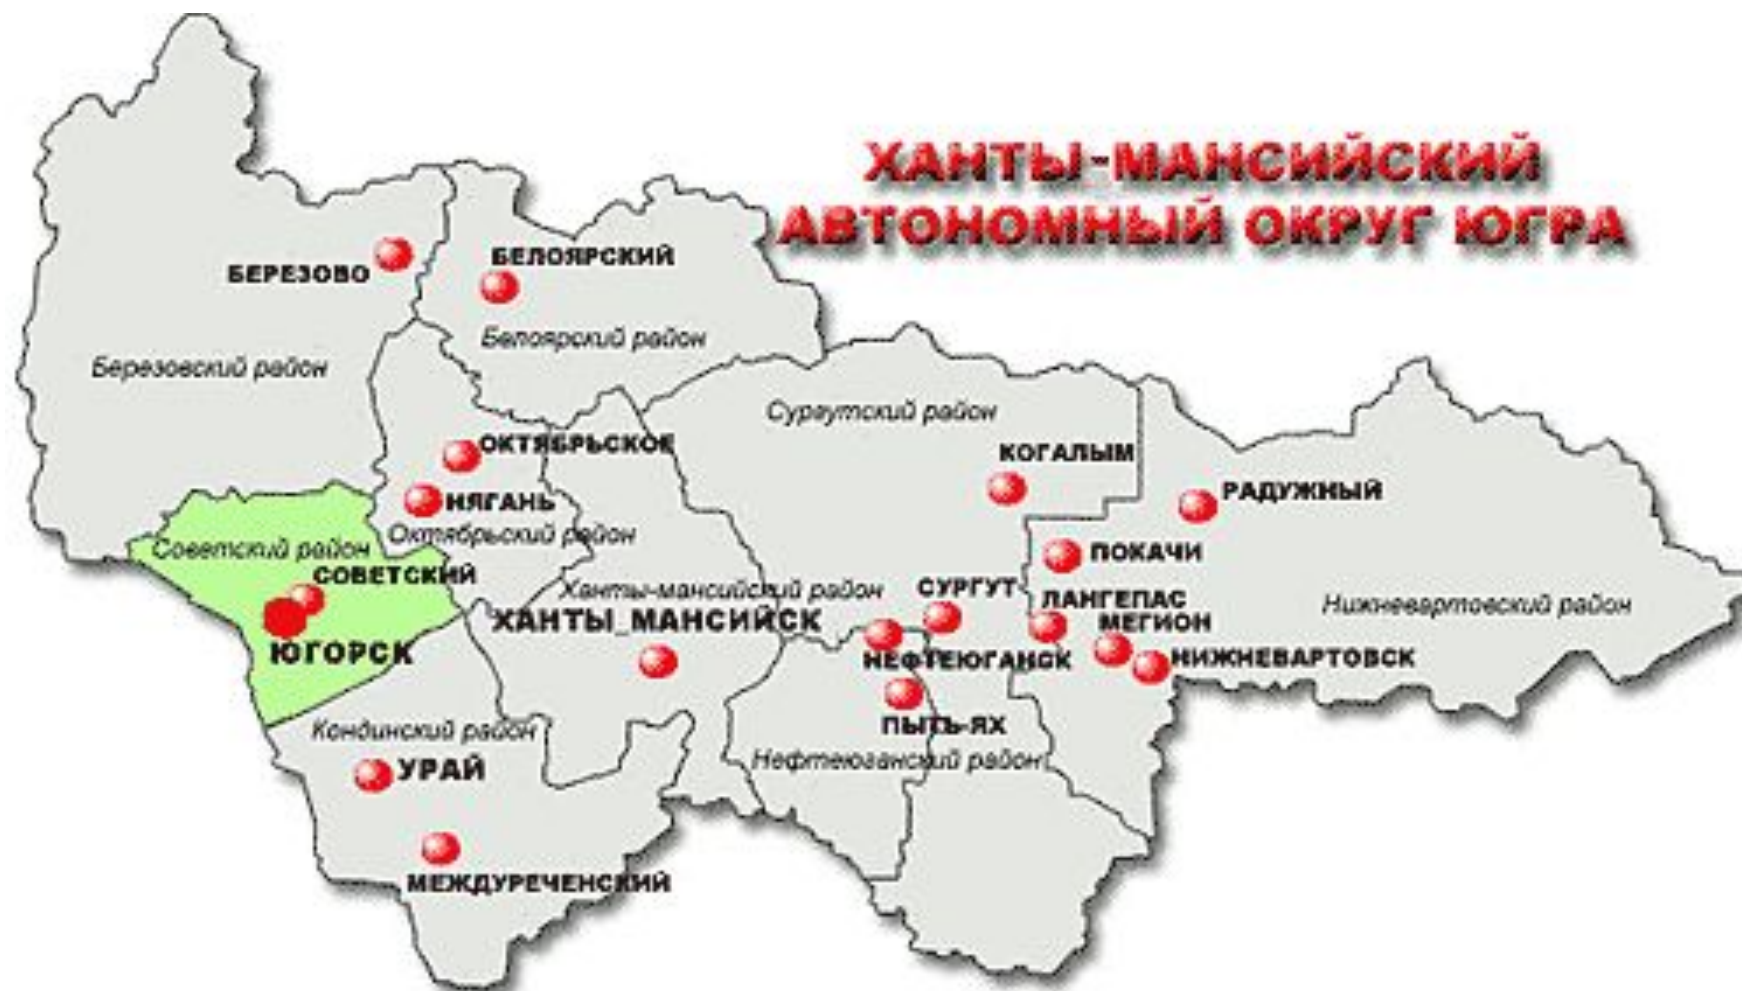 ХАНТЫ-МАНСИЙСКИЙ
АВТОНОМНЫЙ ОКРУГ ЮГРА
БЕРЕЗОВО
БЕЛОЯРСКИЙ
Белоярский район
Березовский район
Сургутский район
ОКТЯБРЬСКОЕ
КОГАЛЫМ
РАДУЖНЫЙ
НЯГАНЬ
Октябрьский район
Советский район
ПОКАЧИ
СОВЕТСКИЙ
Ханты-мансийский район
СУРГУТ
ЛАНГЕПАС
Нижневартовский район
ХАНТЫ_МАНСИЙСК
МЕГИОН
ЮГОРСК
НЕФТЕЮГАНСК
НИЖНЕВАРТОВСК
Кондинский район
ПЫТЬ-ЯХ
Нефтеюганский район
УРАЙ
МЕЖДУРЕЧЕНСКИЙ